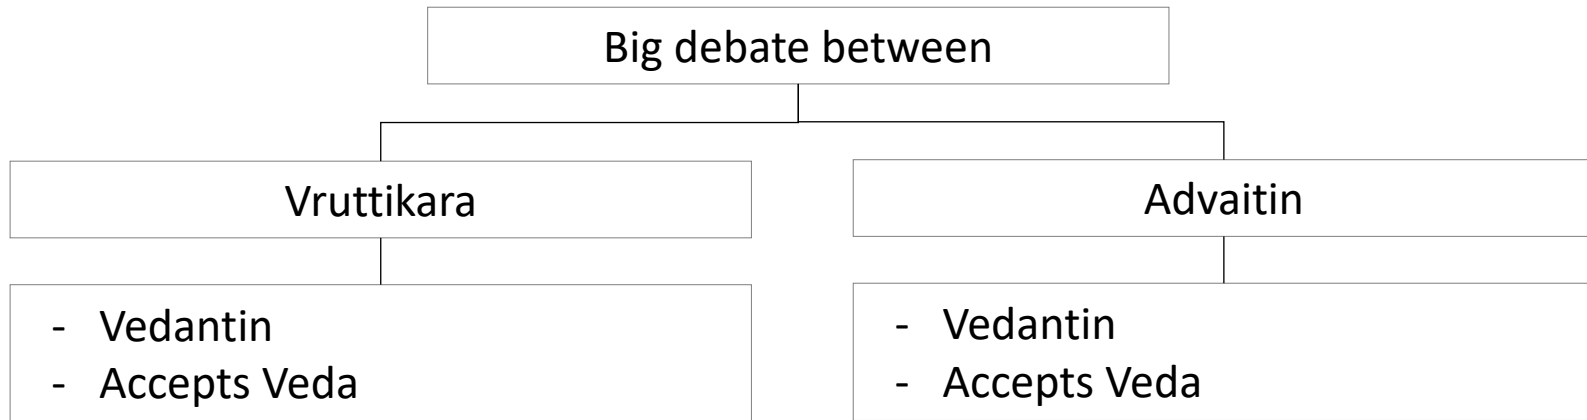 Big debate between
Vruttikara
Advaitin
- Vedantin
- Accepts Veda
- Vedantin
- Accepts Veda